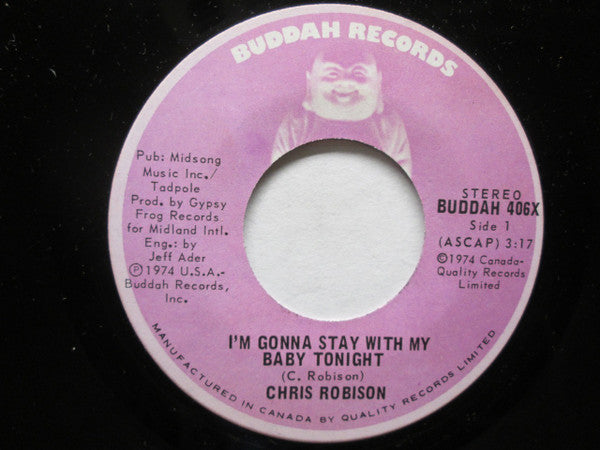 BUDDAH RECORDS
Pub: Midsong
Music Inc./
Tadpole
Prod. by Gypsy
Frog Records
for Midland Intl.
Eng.: by
Jeff Ader
Ⓟ1974 U.S.A.-
Buddah Records,
Inc.
STEREO
BUDDAH 406X
Side 1
(ASCAP) 3:17
©1974 Canada-
Quality Records
Limited
I'M GONNA STAY WITH MY
BABY TONIGHT
(C. Robison)
CHRIS ROBISON
MANUFACTURED IN CANADA BY QUALITY RECORDS LIMITED